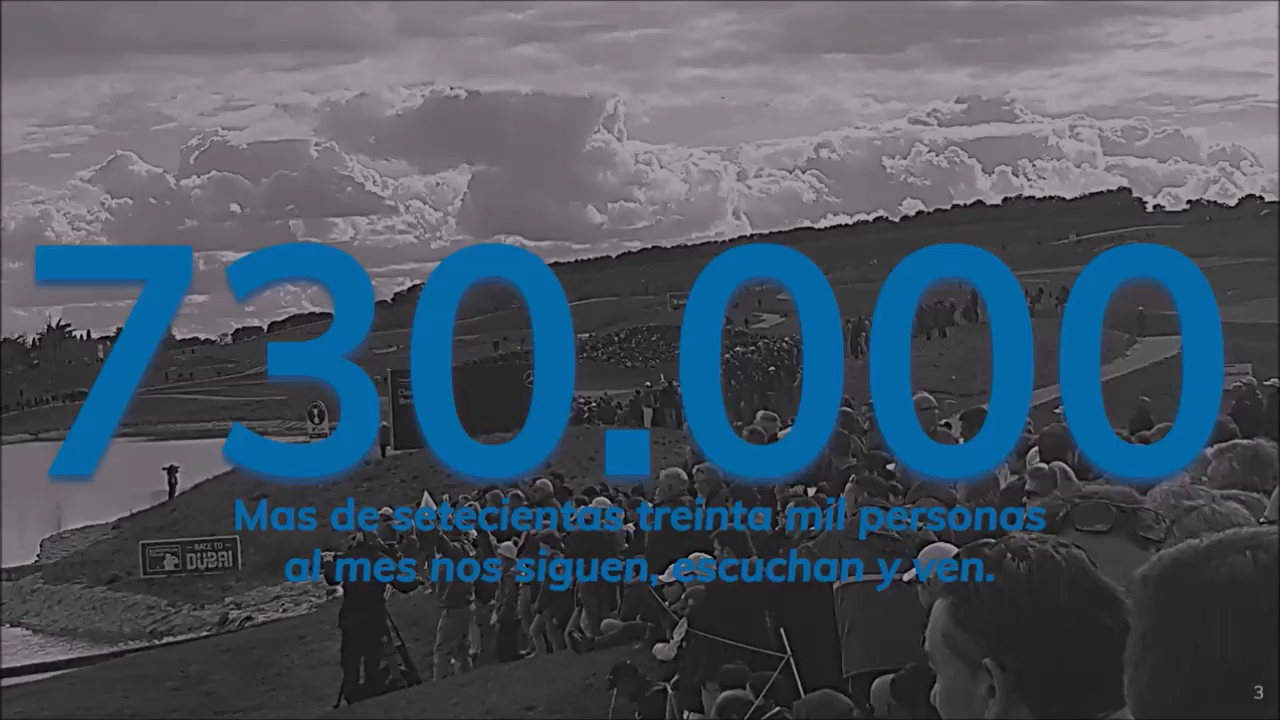 730.000
Mas de setecientas treinta mil personas
al mes nos siguen, escuchan y ven.
RACE TO
DUBAI
3